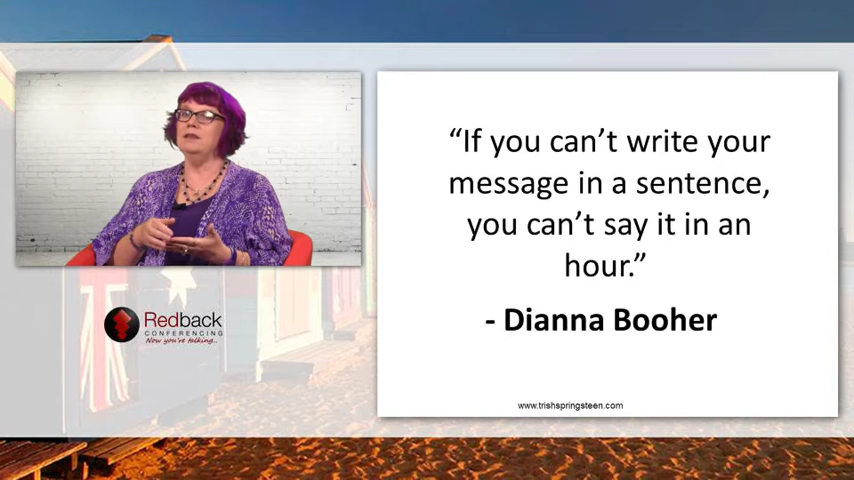 “If you can’t write your
message in a sentence,
you can’t say it in an
hour.”
- Dianna Booher
www.trishspringsteen.com
Redback
CONFERENCING
Now you're talking..